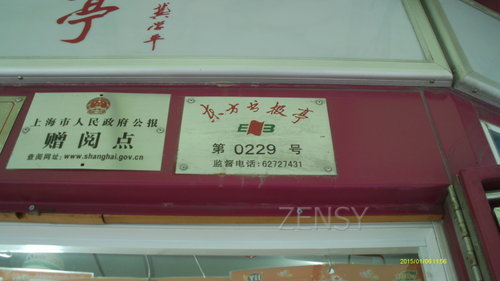 亭
上海市人民政府公报
赠阅点
查阅网址:www.shanghai.gov.cn
东方书报亭
第 0229 号
监督电话:62727431
ZENSY
2015/01/06 11:06